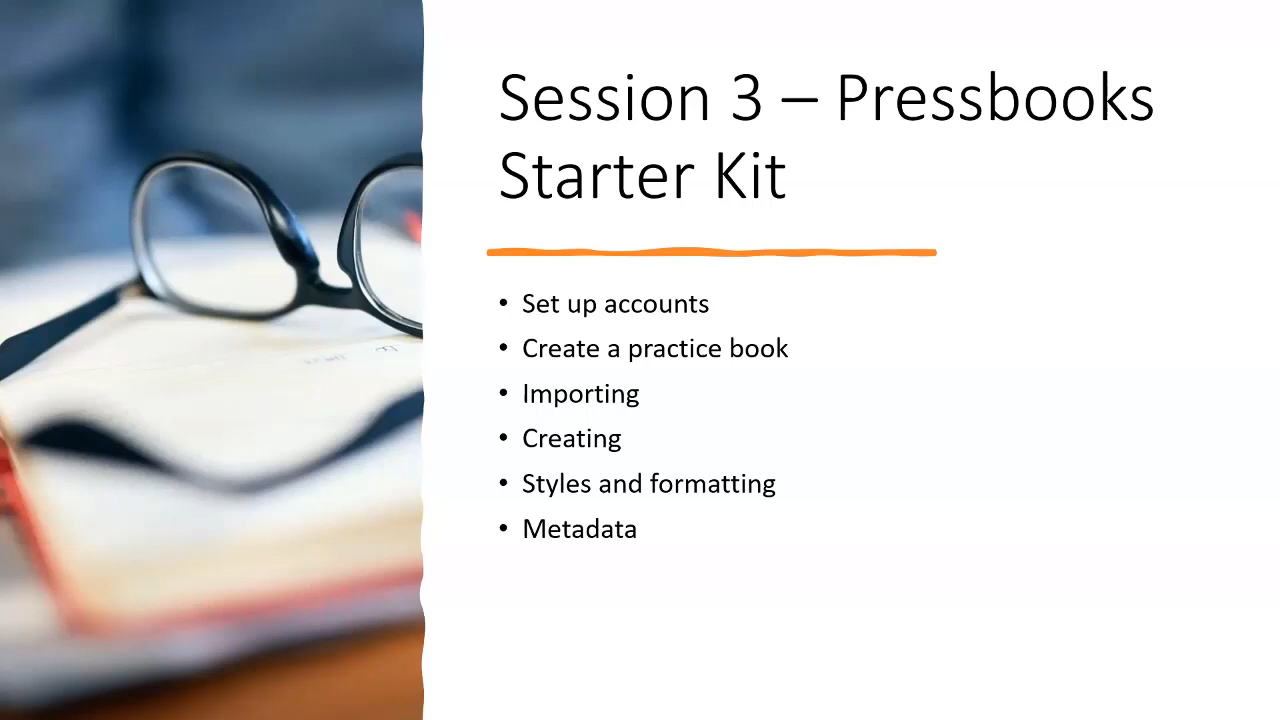 Session 3 – Pressbooks
Starter Kit
• Set up accounts
• Create a practice book
• Importing
• Creating
• Styles and formatting
• Metadata